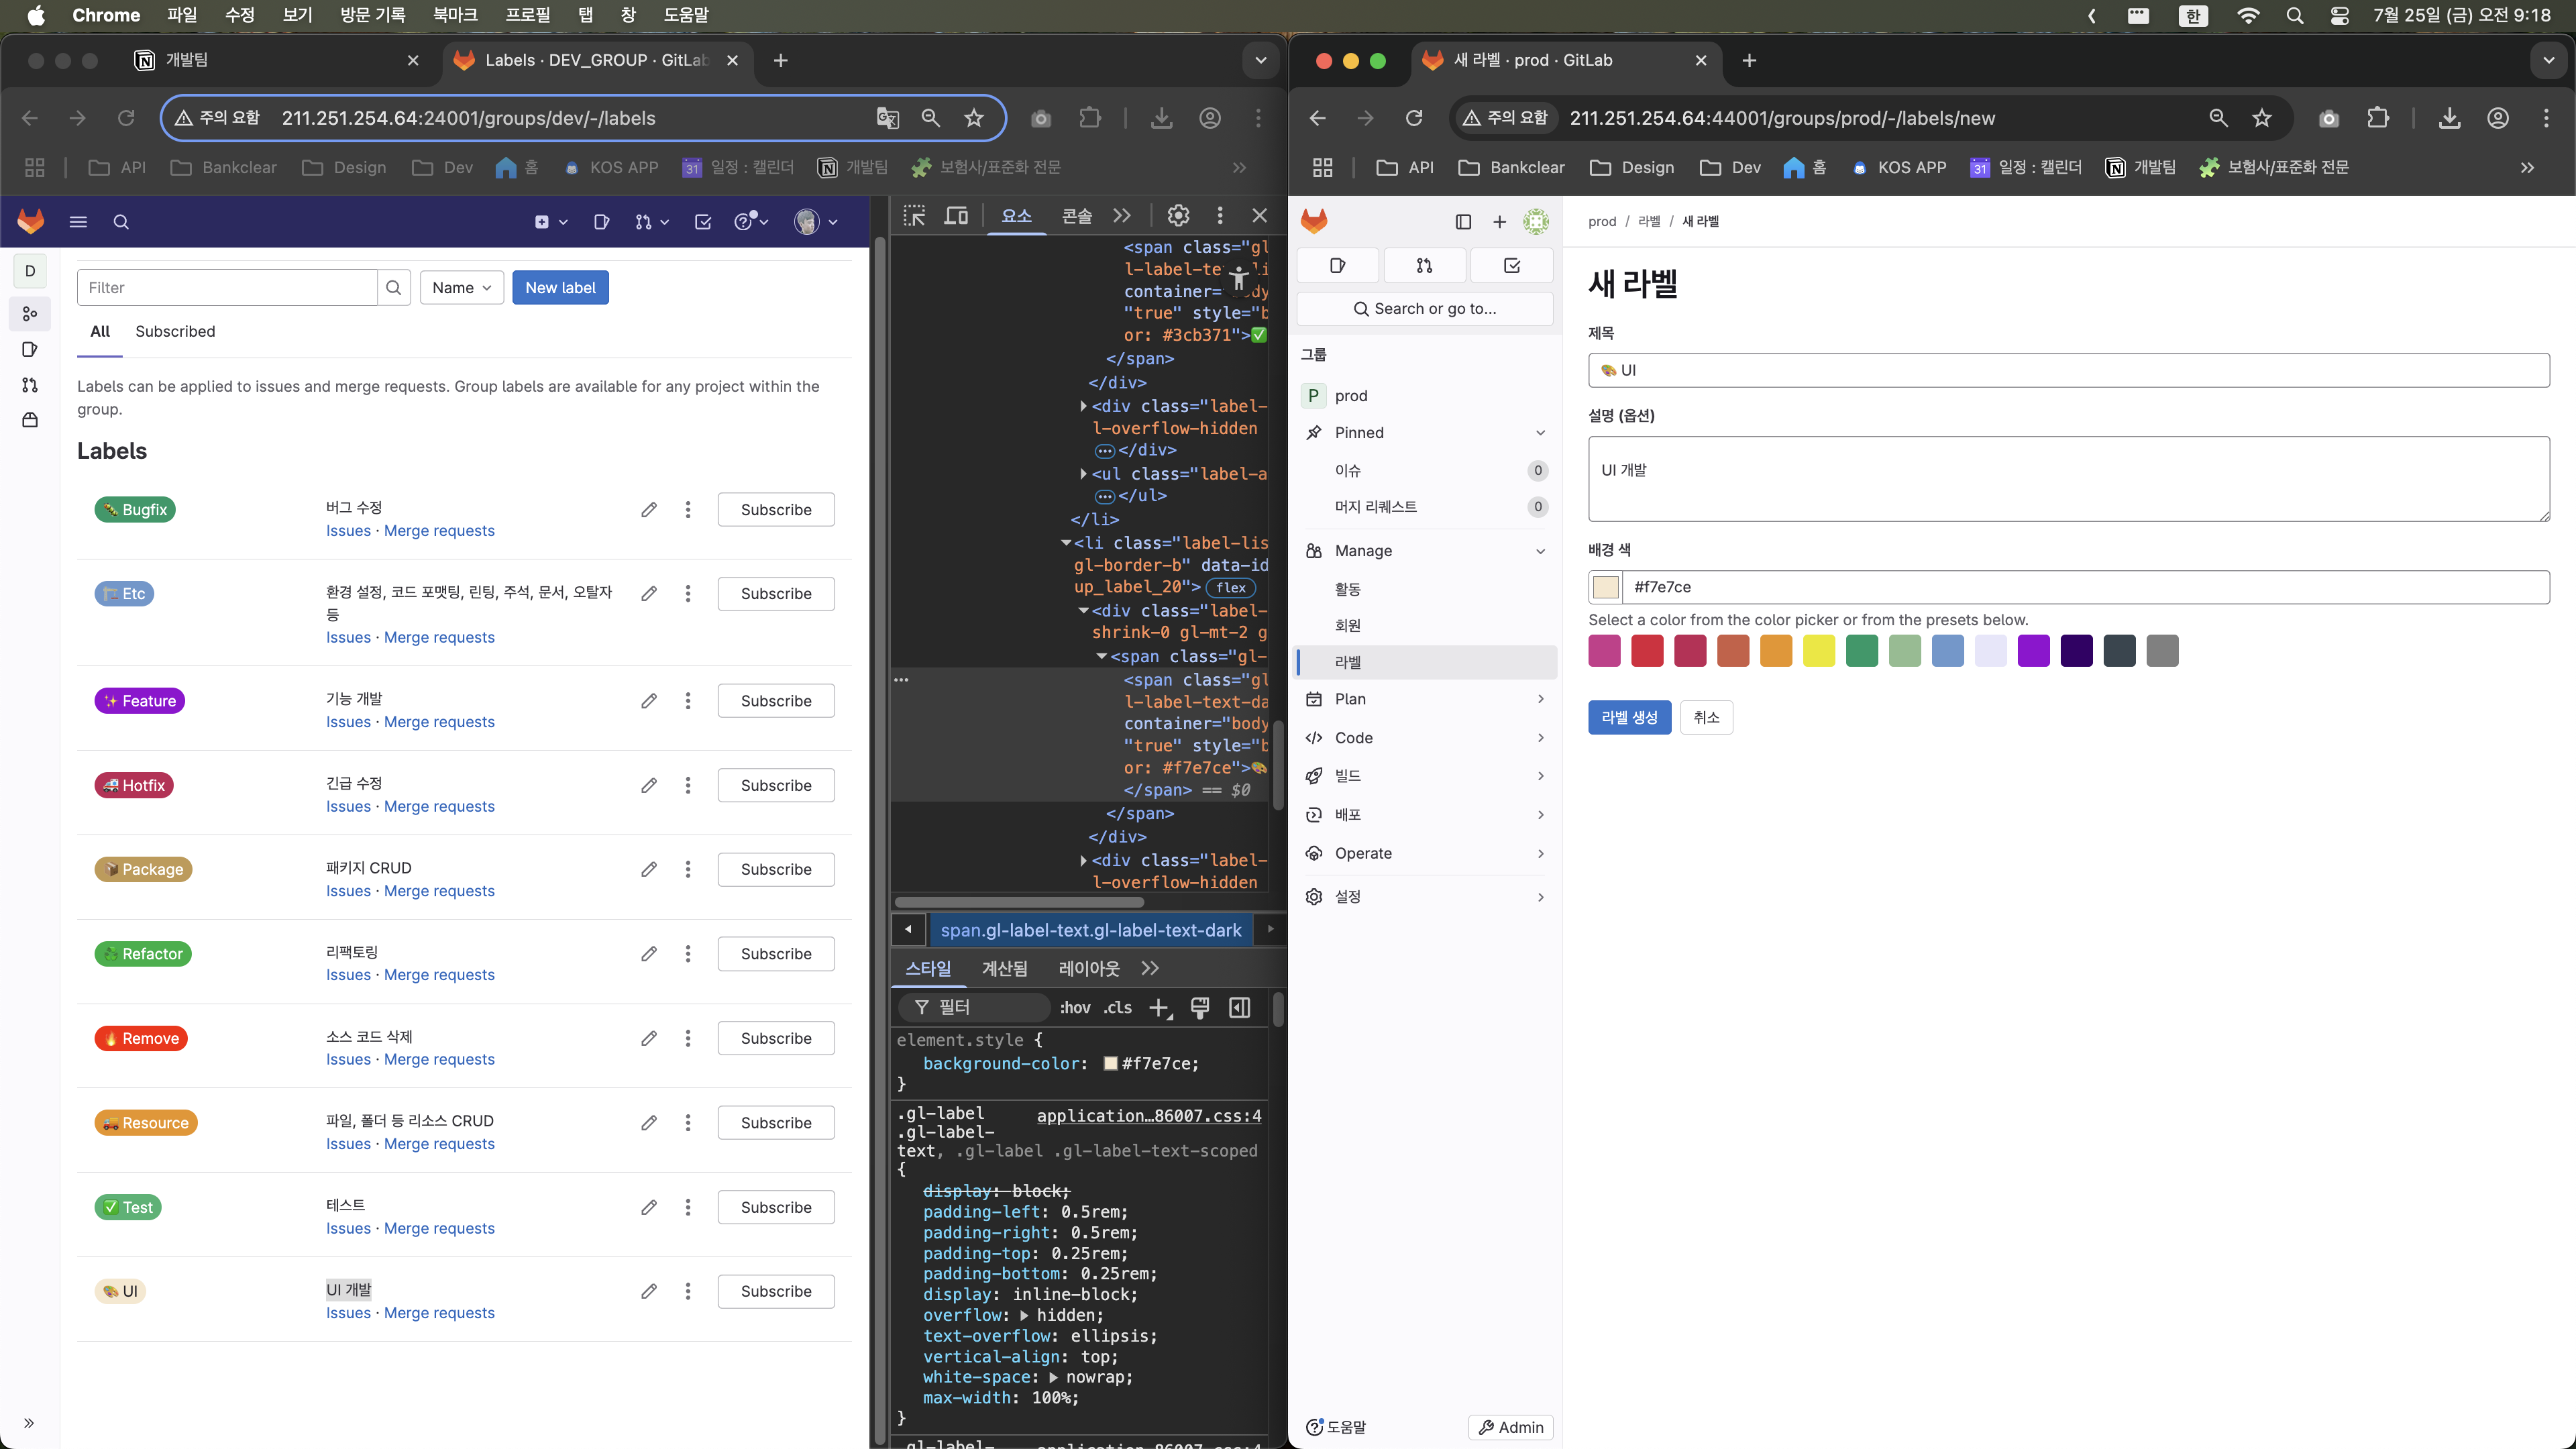 Chrome 파일 수정 보기 방문 기록 북마크 프로필 탭 창 도움말
한 7월 25일 (금) 오전 9:18
개발팀
Labels · DEV_GROUP · GitLab
주의 요함 211.251.254.64:24001/groups/dev/-/labels
API Bankclear Design Dev 홈 KOS APP 31 일정 : 캘린더 개발팀 보험사/표준화 전문
D
Filter
Name
New label
All Subscribed
Labels can be applied to issues and merge requests. Group labels are available for any project within the
group.
Labels
Bugfix 버그 수정 Subscribe
Issues · Merge requests
Etc 환경 설정, 코드 포맷팅, 린팅, 주석, 문서, 오탈자 Subscribe
등
Issues · Merge requests
✨ Feature 기능 개발 Subscribe
Issues · Merge requests
🚑 Hotfix 긴급 수정 Subscribe
Issues · Merge requests
📦 Package 패키지 CRUD Subscribe
Issues · Merge requests
♻️ Refactor 리팩토링 Subscribe
Issues · Merge requests
🔥 Remove 소스 코드 삭제 Subscribe
Issues · Merge requests
🚚 Resource 파일, 폴더 등 리소스 CRUD Subscribe
Issues · Merge requests
✅ Test 테스트 Subscribe
Issues · Merge requests
🎨 UI UI 개발 Subscribe
Issues · Merge requests
요소 콘솔
<span class="gl
container=
"true" style="b
or: #3cb371">✅
</span>
</div>
<div class="label-
l-overflow-hidden
</div>
<ul class="label-a
</ul>
</li>
<li class="label-lis
gl-border-b" data-id
up_label_20"> flex
<div class="label-
shrink-0 gl-mt-2 g
<span class="gl-
<span class="gl
l-label-text-da
container="body
"true" style="b
or: #f7e7ce">🎨
</span> == $0
</span>
</div>
<div class="label-
l-overflow-hidden
span.gl-label-text.gl-label-text-dark
스타일 계산됨 레이아웃
필터 :hov .cls
element.style {
background-color: #f7e7ce;
}
.gl-label application…86007.css:4
.gl-label-
text, .gl-label .gl-label-text-scoped
{
display: block;
padding-left: 0.5rem;
padding-right: 0.5rem;
padding-top: 0.25rem;
padding-bottom: 0.25rem;
display: inline-block;
overflow: hidden;
text-overflow: ellipsis;
vertical-align: top;
white-space: nowrap;
max-width: 100%;
}
새 라벨 · prod · GitLab
주의 요함 211.251.254.64:44001/groups/prod/-/labels/new
API Bankclear Design Dev 홈 KOS APP 31 일정 : 캘린더 개발팀 보험사/표준화 전문
Search or go to...
그룹
P prod
Pinned
이슈 0
머지 리퀘스트 0
Manage
활동
회원
라벨
Plan
Code
빌드
배포
Operate
설정
도움말
Admin
prod / 라벨 / 새 라벨
새 라벨
제목
🎨 UI
설명 (옵션)
UI 개발
배경 색
#f7e7ce
Select a color from the color picker or from the presets below.
라벨 생성 취소